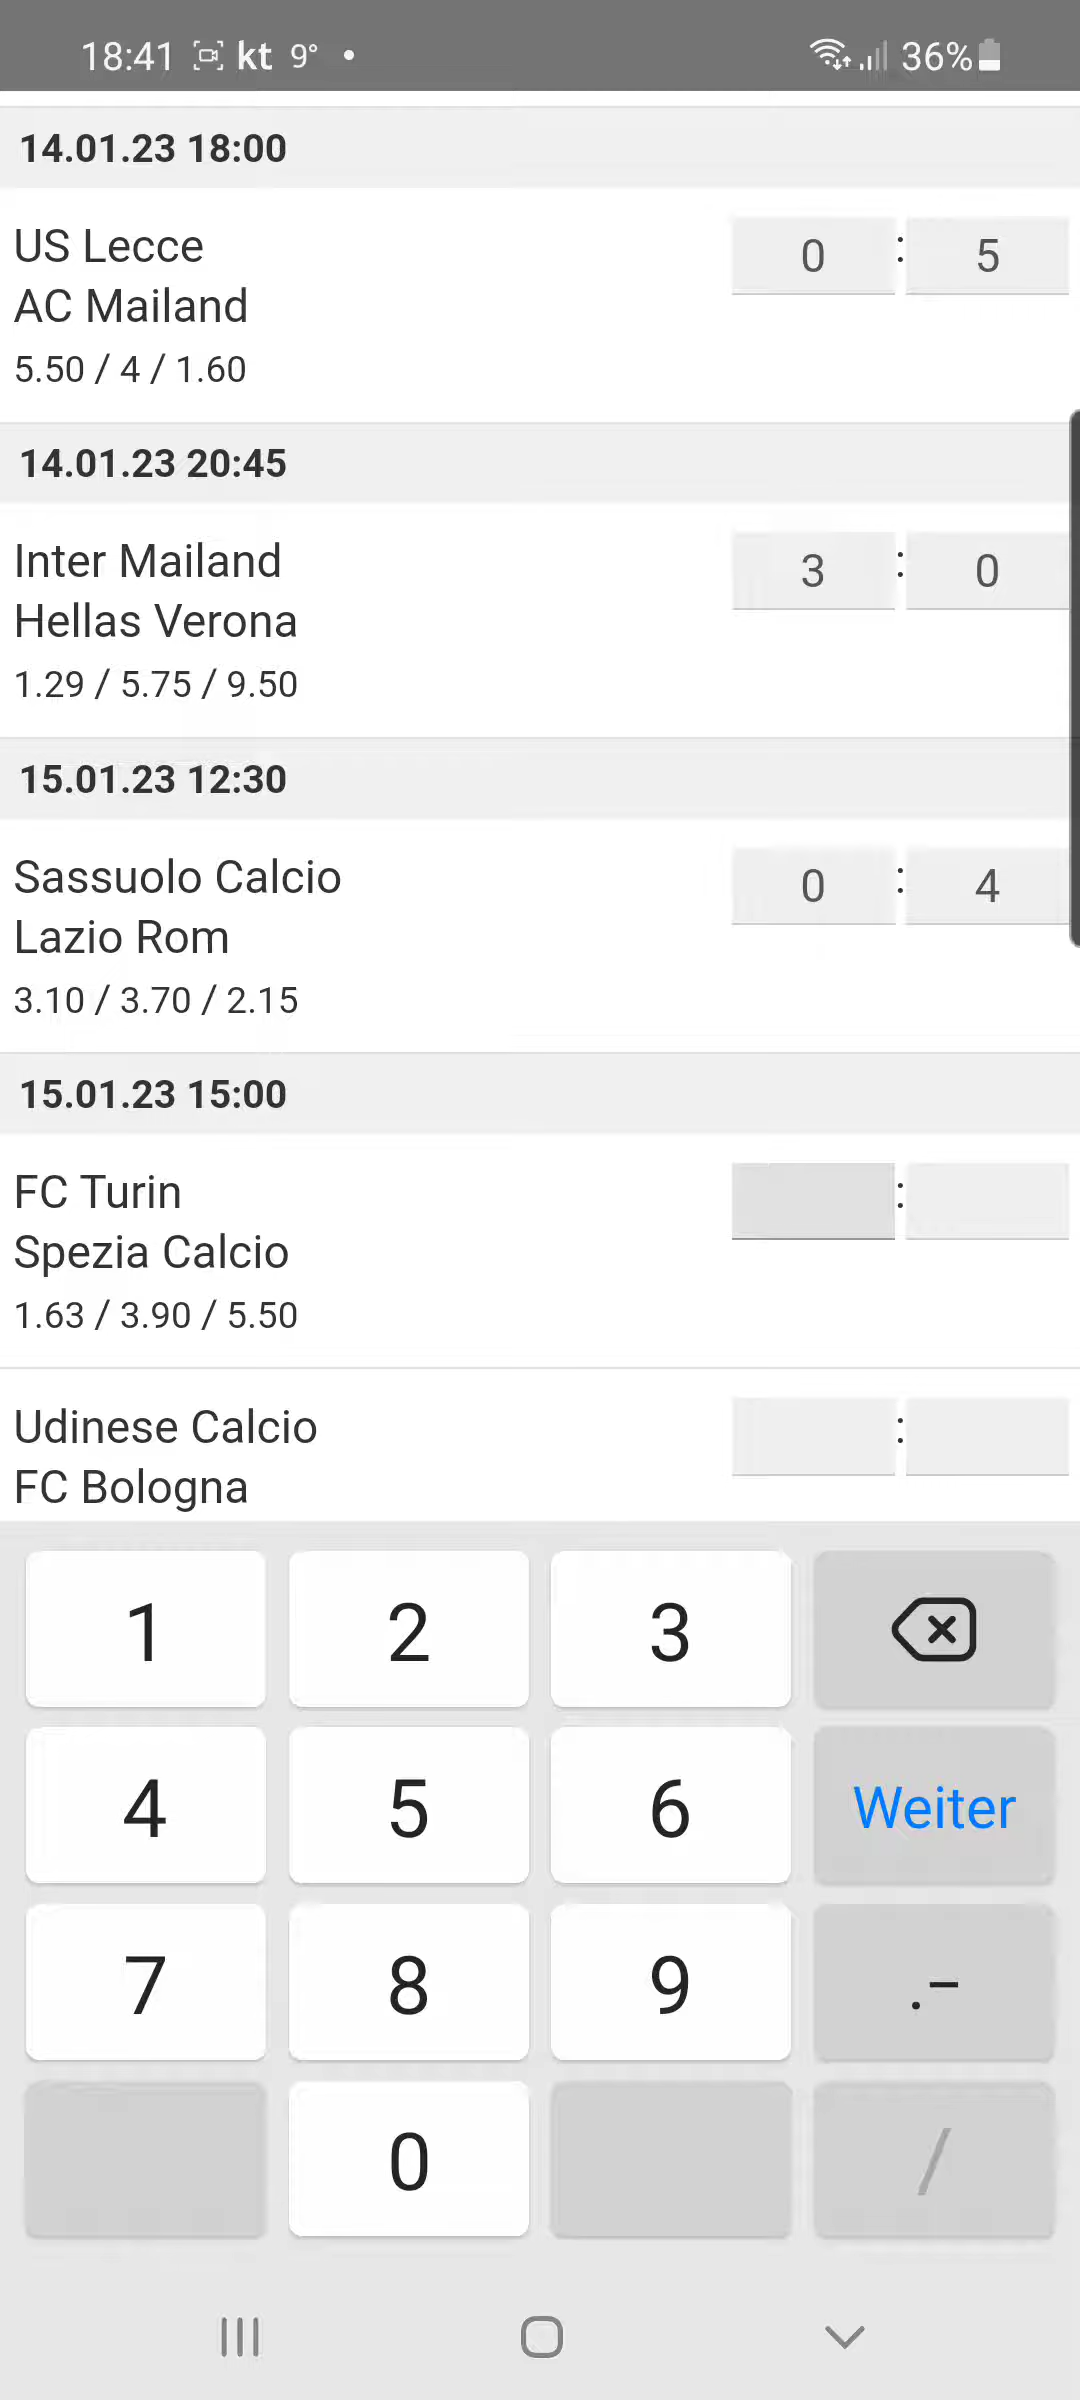 18:41 kt 9° • 36%
14.01.23 18:00
US Lecce 0 : 5
AC Mailand
5.50 / 4 / 1.60
14.01.23 20:45
Inter Mailand 3 : 0
Hellas Verona
1.29 / 5.75 / 9.50
15.01.23 12:30
Sassuolo Calcio 0 : 4
Lazio Rom
3.10 / 3.70 / 2.15
15.01.23 15:00
FC Turin :
Spezia Calcio
1.63 / 3.90 / 5.50
Udinese Calcio :
FC Bologna
1 2 3
4 5 6 Weiter
7 8 9 .-
0 /